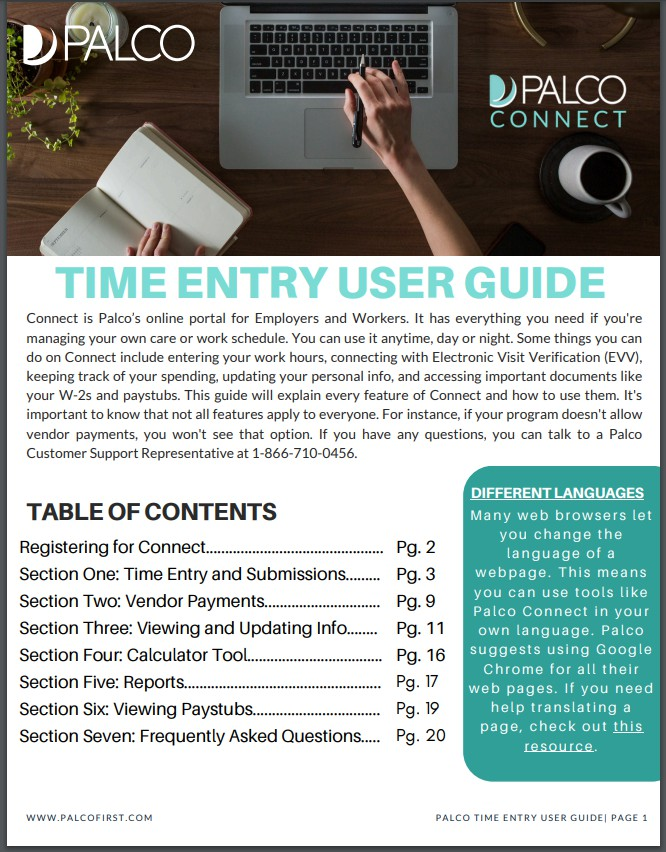 PALCO
PALCO
CONNECT
TIME ENTRY USER GUIDE
Connect is Palco's online portal for Employers and Workers. It has everything you need if you're
managing your own care or work schedule. You can use it anytime, day or night. Some things you can
do on Connect include entering your work hours, connecting with Electronic Visit Verification (EVV),
keeping track of your spending, updating your personal info, and accessing important documents like
your W-2s and paystubs. This guide will explain every feature of Connect and how to use them. It's
important to know that not all features apply to everyone. For instance, if your program doesn't allow
vendor payments, you won't see that option. If you have any questions, you can talk to a Palco
Customer Support Representative at 1-866-710-0456.
TABLE OF CONTENTS
Registering for Connect............................................. Pg. 2
Section One: Time Entry and Submissions......... Pg. 3
Section Two: Vendor Payments.............................. Pg. 9
Section Three: Viewing and Updating Info........ Pg. 11
Section Four: Calculator Tool................................... Pg. 16
Section Five: Reports.................................................. Pg. 17
Section Six: Viewing Paystubs................................. Pg. 19
Section Seven: Frequently Asked Questions..... Pg. 20
DIFFERENT LANGUAGES
Many web browsers let
you change the
language of a
webpage. This means
you can use tools like
Palco Connect in your
own language. Palco
suggests using Google
Chrome for all their
web pages. If you need
help translating a
page, check out this
resource.
WWW.PALCOFIRST.COM
PALCO TIME ENTRY USER GUIDE| PAGE 1